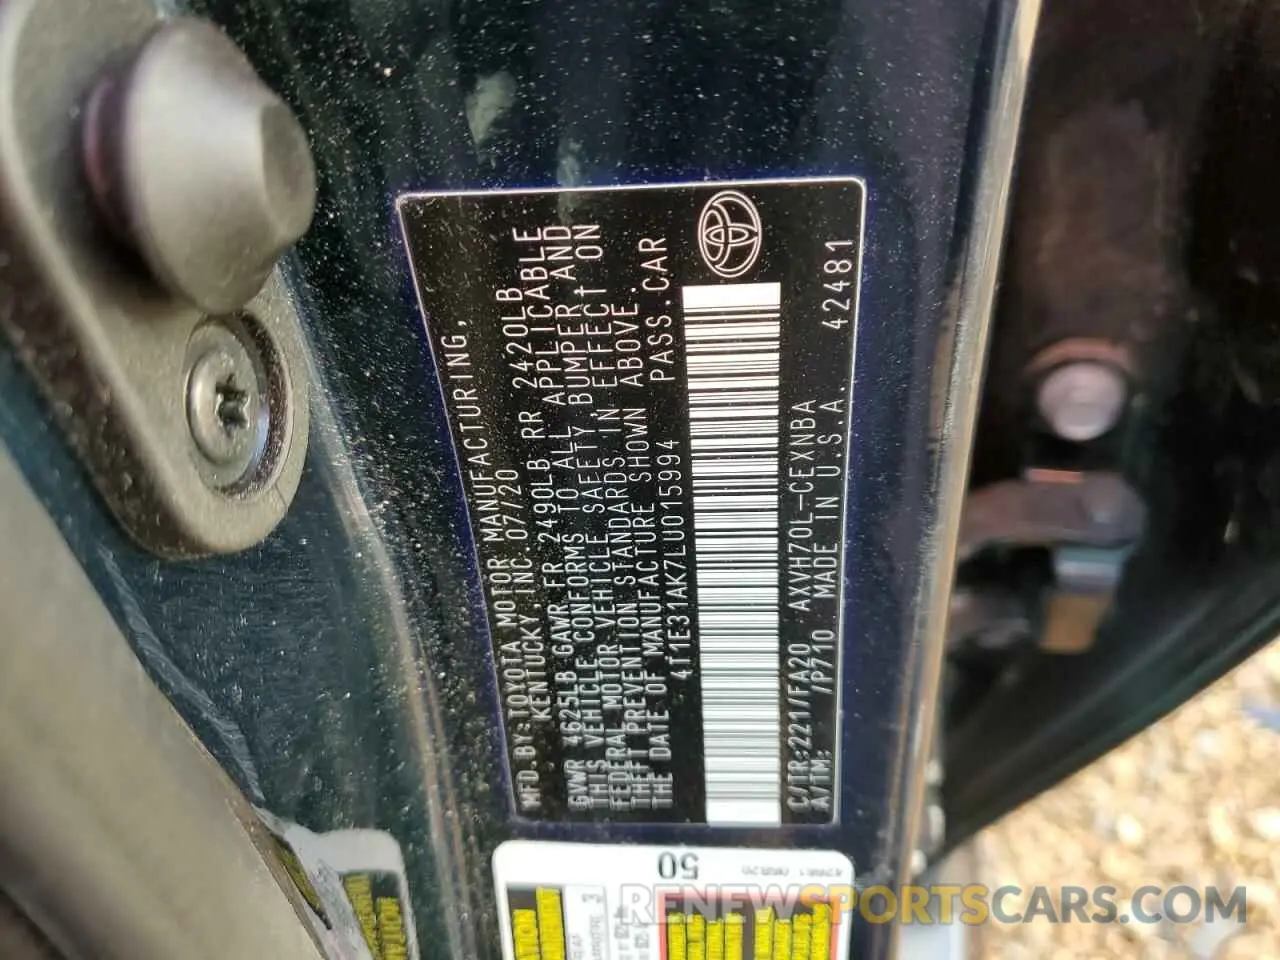 MFD.BY:TOYOTA MOTOR MANUFACTURING,
KENTUCKY,INC. 07/20
GVWR 4625LB GAWR FR 2490LB RR 2420LB
THIS VEHICLE CONFORMS TO ALL APPLICABLE
FEDERAL MOTOR VEHICLE SAFETY, BUMPER AND
THEFT PREVENTION STANDARDS IN EFFECT ON
THE DATE OF MANUFACTURE SHOWN ABOVE.
4T1E31AK7LU015994 PASS.CAR
C/TR:221/FA20 AXVH70L-CEXNBA
A/TM: /P710 MADE IN U.S.A. 42481
50
RENEWSPORTSCARS.COM